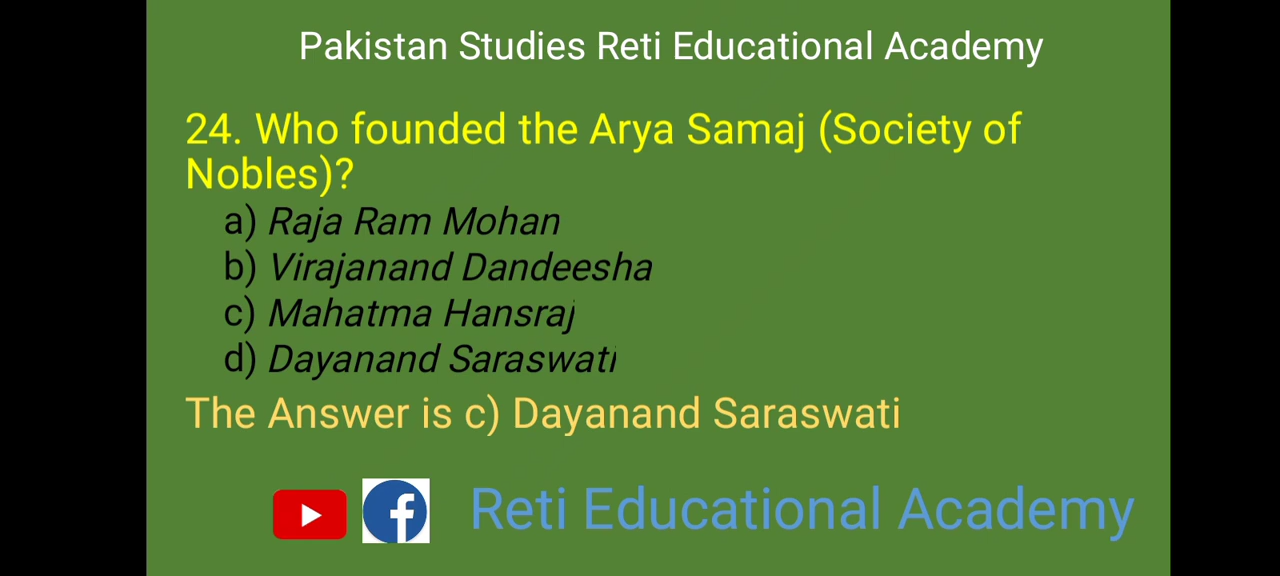 Pakistan Studies Reti Educational Academy
24. Who founded the Arya Samaj (Society of
Nobles)?
a) Raja Ram Mohan
b) Virajanand Dandeesha
c) Mahatma Hansraj
d) Dayanand Saraswati
The Answer is c) Dayanand Saraswati
f Reti Educational Academy